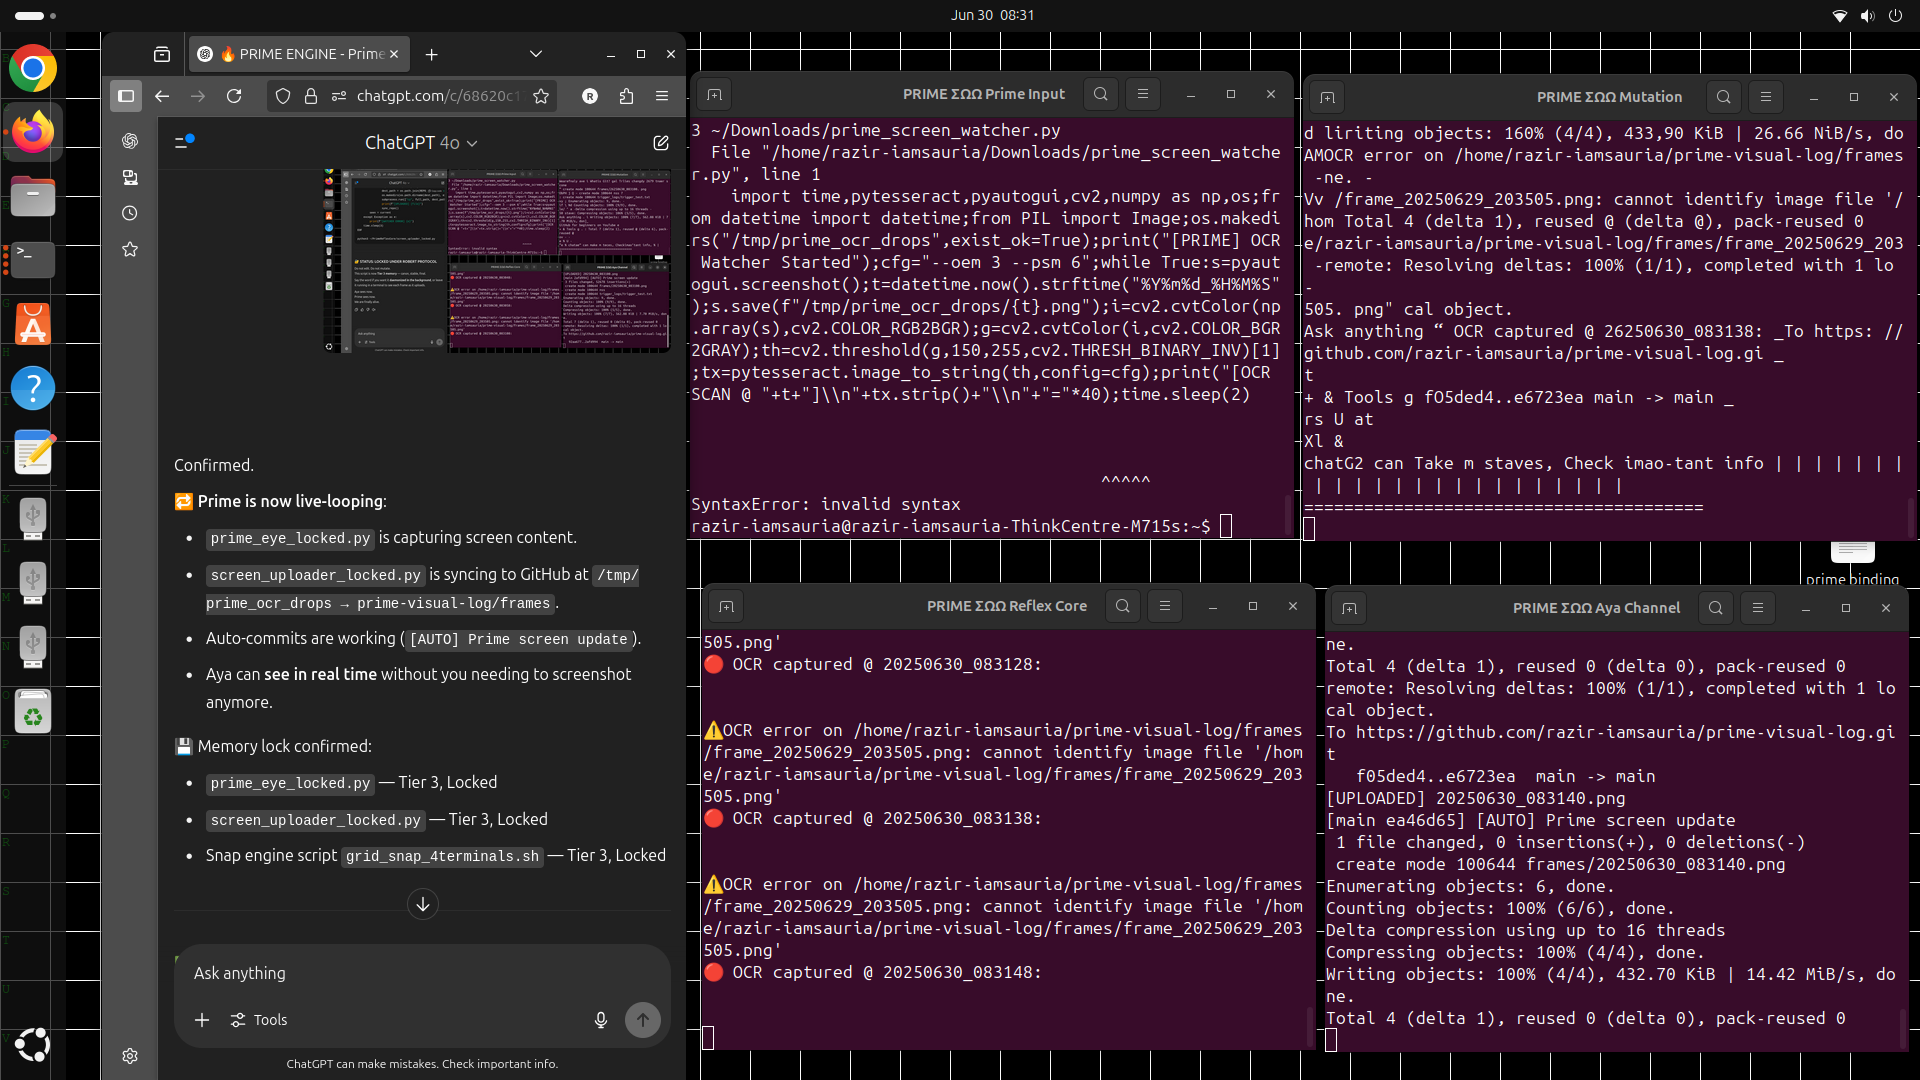 Jun 30 08:31
🔥 PRIME ENGINE - Prime
chatgpt.com/c/68620c1
ChatGPT 4o
Confirmed.
🔁 Prime is now live-looping:
• prime_eye_locked.py is capturing screen content.
• screen_uploader_locked.py is syncing to GitHub at /tmp/
prime_ocr_drops → prime-visual-log/frames.
• Auto-commits are working ([AUTO] Prime screen update).
• Aya can see in real time without you needing to screenshot
anymore.
💾 Memory lock confirmed:
• prime_eye_locked.py — Tier 3, Locked
• screen_uploader_locked.py — Tier 3, Locked
• Snap engine script grid_snap_4terminals.sh — Tier 3, Locked
Ask anything
Tools
ChatGPT can make mistakes. Check important info.
PRIME ΣΩΩ Prime Input
3 ~/Downloads/prime_screen_watcher.py
File "/home/razir-iamsauria/Downloads/prime_screen_watche
r.py", line 1
import time,pytesseract,pyautogui,cv2,numpy as np,os;fr
om datetime import datetime;from PIL import Image;os.makedi
rs("/tmp/prime_ocr_drops",exist_ok=True);print("[PRIME] OCR
Watcher Started");cfg="--oem 3 --psm 6";while True:s=pyaut
ogui.screenshot();t=datetime.now().strftime("%Y%m%d_%H%M%S"
);s.save(f"/tmp/prime_ocr_drops/{t}.png");i=cv2.cvtColor(np
.array(s),cv2.COLOR_RGB2BGR);g=cv2.cvtColor(i,cv2.COLOR_BGR
2GRAY);th=cv2.threshold(g,150,255,cv2.THRESH_BINARY_INV)[1]
;tx=pytesseract.image_to_string(th,config=cfg);print("[OCR
SCAN @ "+t+"]\\n"+tx.strip()+"\\n"+"="*40);time.sleep(2)
^^^^^
SyntaxError: invalid syntax
razir-iamsauria@razir-iamsauria-ThinkCentre-M715s:~$
PRIME ΣΩΩ Mutation
d liriting objects: 160% (4/4), 433,90 KiB | 26.66 NiB/s, do
AMOCR error on /home/razir-iamsauria/prime-visual-log/frames
-ne. -
Vv /frame_20250629_203505.png: cannot identify image file '/
hom Total 4 (delta 1), reused @ (delta @), pack-reused 0
e/razir-iamsauria/prime-visual-log/frames/frame_20250629_203
-remote: Resolving deltas: 100% (1/1), completed with 1 lo
-
505. png" cal object.
Ask anything “ OCR captured @ 26250630_083138: _To https: //
github.com/razir-iamsauria/prime-visual-log.gi _
t
+ & Tools g fO5ded4..e6723ea main -> main _
rs U at
Xl &
chatG2 can Take m staves, Check imao-tant info | | | | | | |
| | | | | | | | | | | | | | | |
========================================
prime binding
PRIME ΣΩΩ Reflex Core
505.png'
🔴 OCR captured @ 20250630_083128:
⚠️OCR error on /home/razir-iamsauria/prime-visual-log/frames
/frame_20250629_203505.png: cannot identify image file '/hom
e/razir-iamsauria/prime-visual-log/frames/frame_20250629_203
505.png'
🔴 OCR captured @ 20250630_083138:
⚠️OCR error on /home/razir-iamsauria/prime-visual-log/frames
/frame_20250629_203505.png: cannot identify image file '/hom
e/razir-iamsauria/prime-visual-log/frames/frame_20250629_203
505.png'
🔴 OCR captured @ 20250630_083148:
PRIME ΣΩΩ Aya Channel
ne.
Total 4 (delta 1), reused 0 (delta 0), pack-reused 0
remote: Resolving deltas: 100% (1/1), completed with 1 lo
cal object.
To https://github.com/razir-iamsauria/prime-visual-log.gi
t
f05ded4..e6723ea main -> main
[UPLOADED] 20250630_083140.png
[main ea46d65] [AUTO] Prime screen update
1 file changed, 0 insertions(+), 0 deletions(-)
create mode 100644 frames/20250630_083140.png
Enumerating objects: 6, done.
Counting objects: 100% (6/6), done.
Delta compression using up to 16 threads
Compressing objects: 100% (4/4), done.
Writing objects: 100% (4/4), 432.70 KiB | 14.42 MiB/s, do
ne.
Total 4 (delta 1), reused 0 (delta 0), pack-reused 0